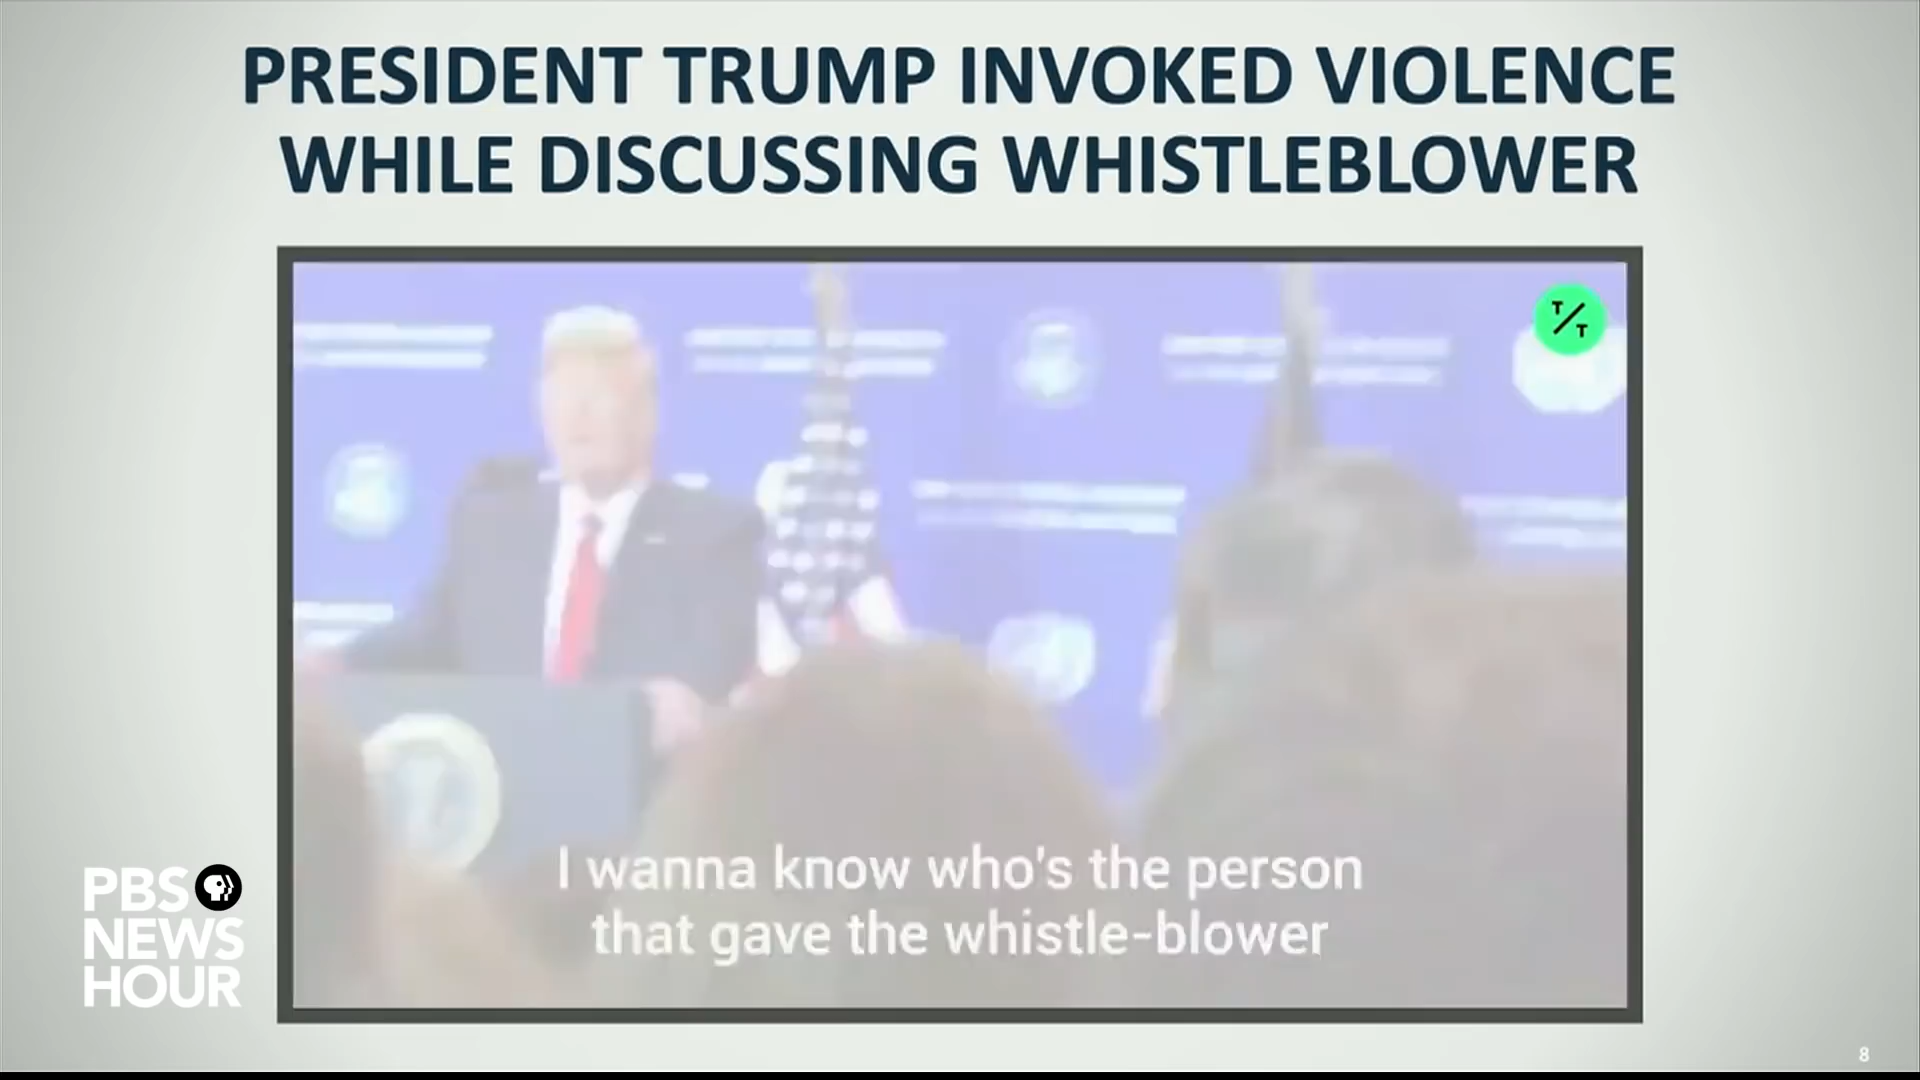 PRESIDENT TRUMP INVOKED VIOLENCE
WHILE DISCUSSING WHISTLEBLOWER
T/T
I wanna know who's the person
that gave the whistle-blower
PBS
NEWS
HOUR
8